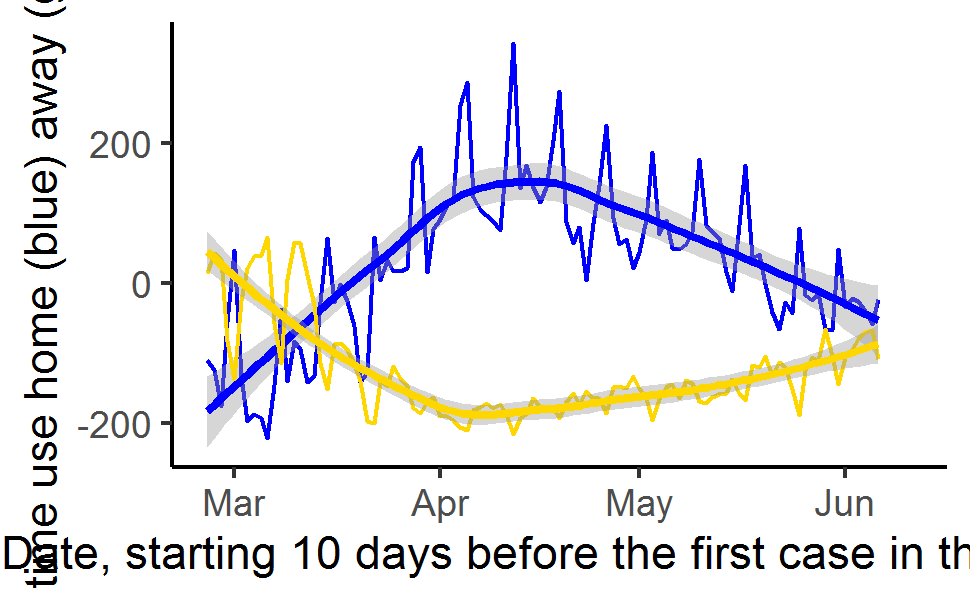 time use home (blue) away (
200
0
-200
Mar Apr May Jun
Date, starting 10 days before the first case in th